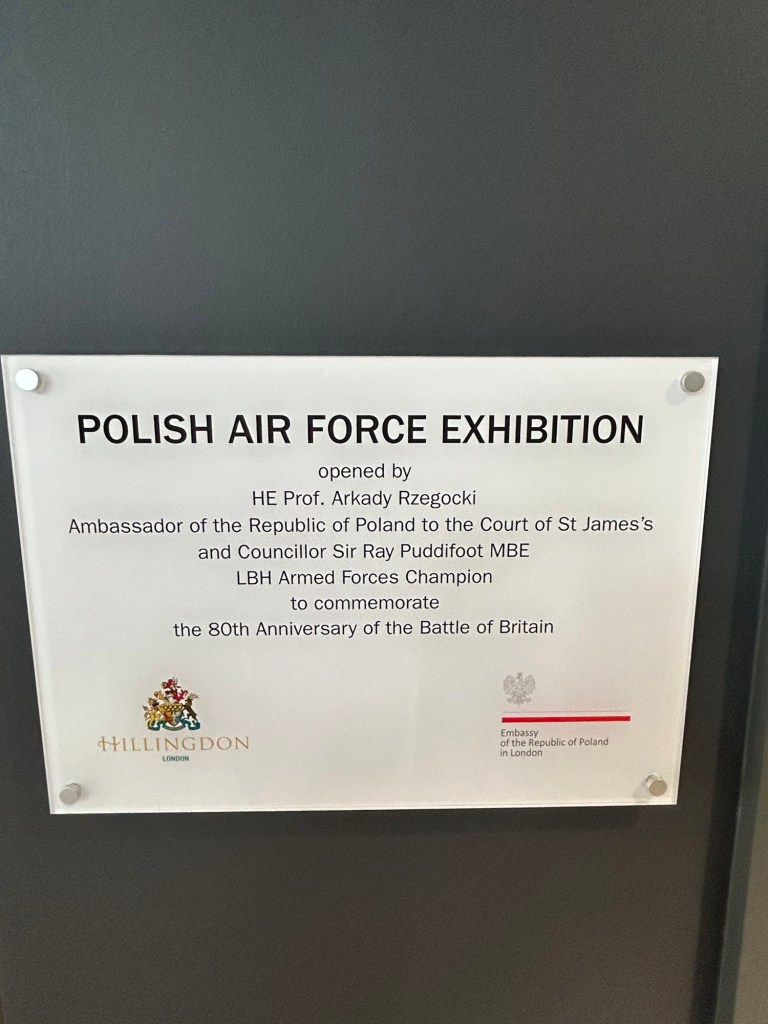 POLISH AIR FORCE EXHIBITION
opened by
HE Prof. Arkady Rzegocki
Ambassador of the Republic of Poland to the Court of St James's
and Councillor Sir Ray Puddifoot MBE
LBH Armed Forces Champion
to commemorate
the 80th Anniversary of the Battle of Britain
HILLINGDON
LONDON
Embassy
of the Republic of Poland
in London